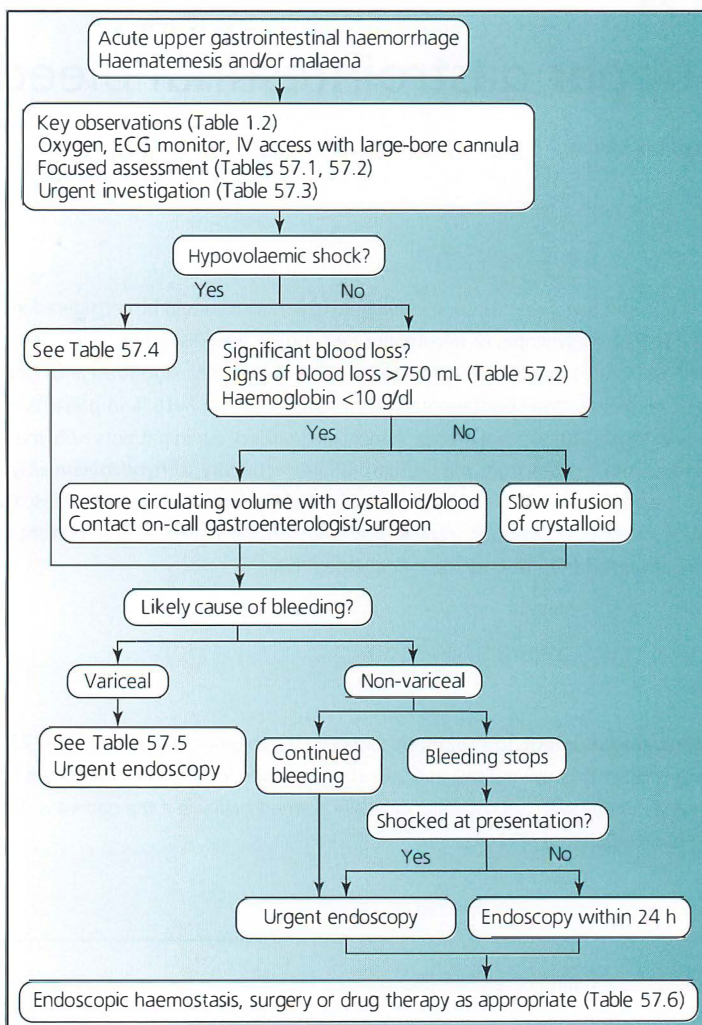 Acute upper gastrointestinal haemorrhage
Haematemesis and/or malaena
Key observations (Table 1.2)
Oxygen, ECG monitor, IV access with large-bore cannula
Focused assessment (Tables 57.1, 57.2)
Urgent investigation (Table 57.3)
Hypovolaemic shock?
Yes
No
See Table 57.4
Significant blood loss?
Signs of blood loss >750 mL (Table 57.2)
Haemoglobin <10 g/dl
Yes
No
Restore circulating volume with crystalloid/blood
Contact on-call gastroenterologist/surgeon
Slow infusion
of crystalloid
Likely cause of bleeding?
Variceal
Non-variceal
See Table 57.5
Urgent endoscopy
Continued
bleeding
Bleeding stops
Shocked at presentation?
Yes
No
Urgent endoscopy
Endoscopy within 24 h
Endoscopic haemostasis, surgery or drug therapy as appropriate (Table 57.6)